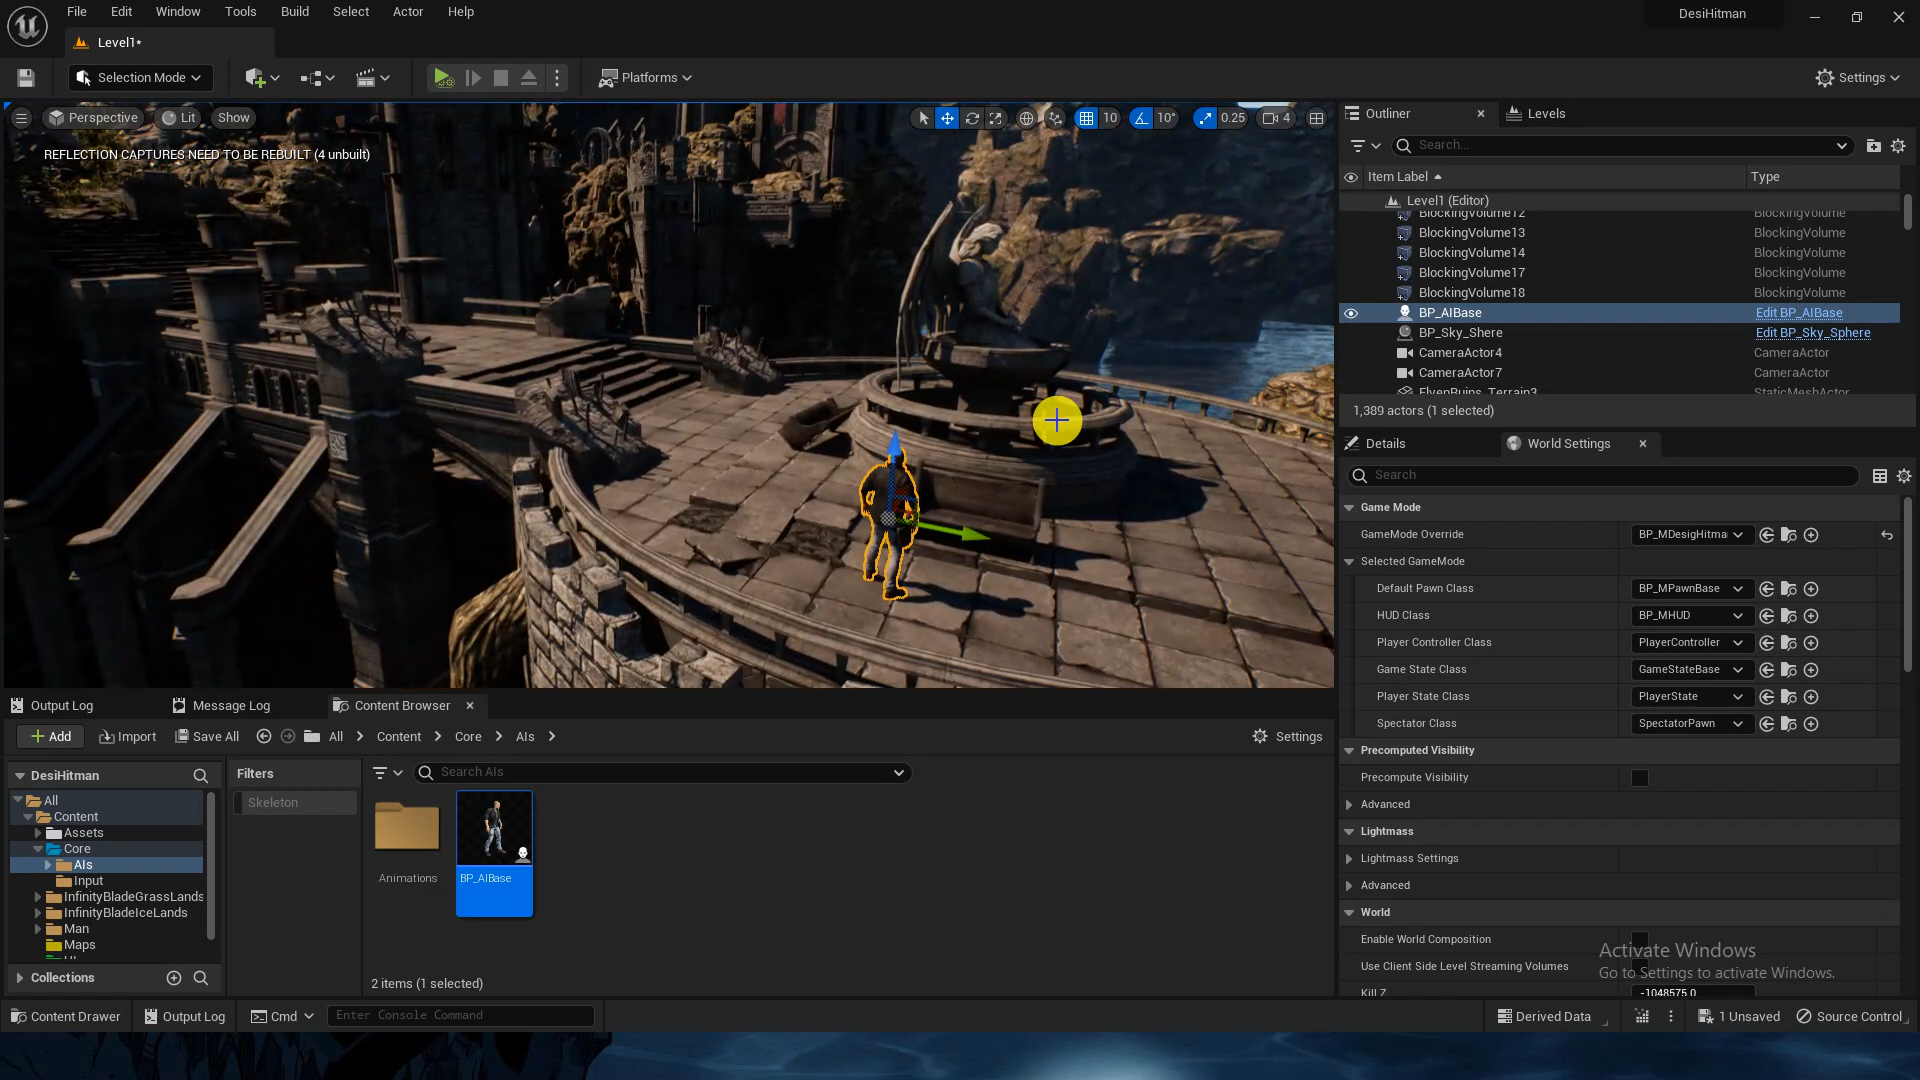 File Edit Window Tools Build Select Actor Help
DesiHitman
Level1*
Selection Mode
Platforms
Settings
Perspective Lit Show
10 10° 0.25 4
REFLECTION CAPTURES NEED TO BE REBUILT (4 unbuilt)
Outliner
Levels
Search...
Item Label Type
Level1 (Editor)
BlockingVolume12 BlockingVolume
BlockingVolume13 BlockingVolume
BlockingVolume14 BlockingVolume
BlockingVolume17 BlockingVolume
BlockingVolume18 BlockingVolume
BP_AIBase Edit BP_AIBase
BP_Sky_Shere Edit BP_Sky_Sphere
CameraActor4 CameraActor
CameraActor7 CameraActor
ElvenRuins_Terrain3 StaticMeshActor
1,389 actors (1 selected)
Details
World Settings
Search
Game Mode
GameMode Override BP_MDesigHitma
Selected GameMode
Default Pawn Class BP_MPawnBase
HUD Class BP_MHUD
Player Controller Class PlayerController
Game State Class GameStateBase
Player State Class PlayerState
Spectator Class SpectatorPawn
Precomputed Visibility
Precompute Visibility
Advanced
Lightmass
Lightmass Settings
Advanced
World
Enable World Composition
Use Client Side Level Streaming Volumes
Kill Z -1048575.0
Activate Windows
Go to Settings to activate Windows.
Output Log
Message Log
Content Browser
Add Import Save All All Content Core AIs
Settings
DesiHitman
All
Content
Assets
Core
AIs
Input
InfinityBladeGrassLands
InfinityBladeIceLands
Man
Maps
Collections
Filters
Skeleton
Search AIs
Animations
BP_AIBase
2 items (1 selected)
Content Drawer Output Log Cmd Enter Console Command
Derived Data 1 Unsaved Source Control